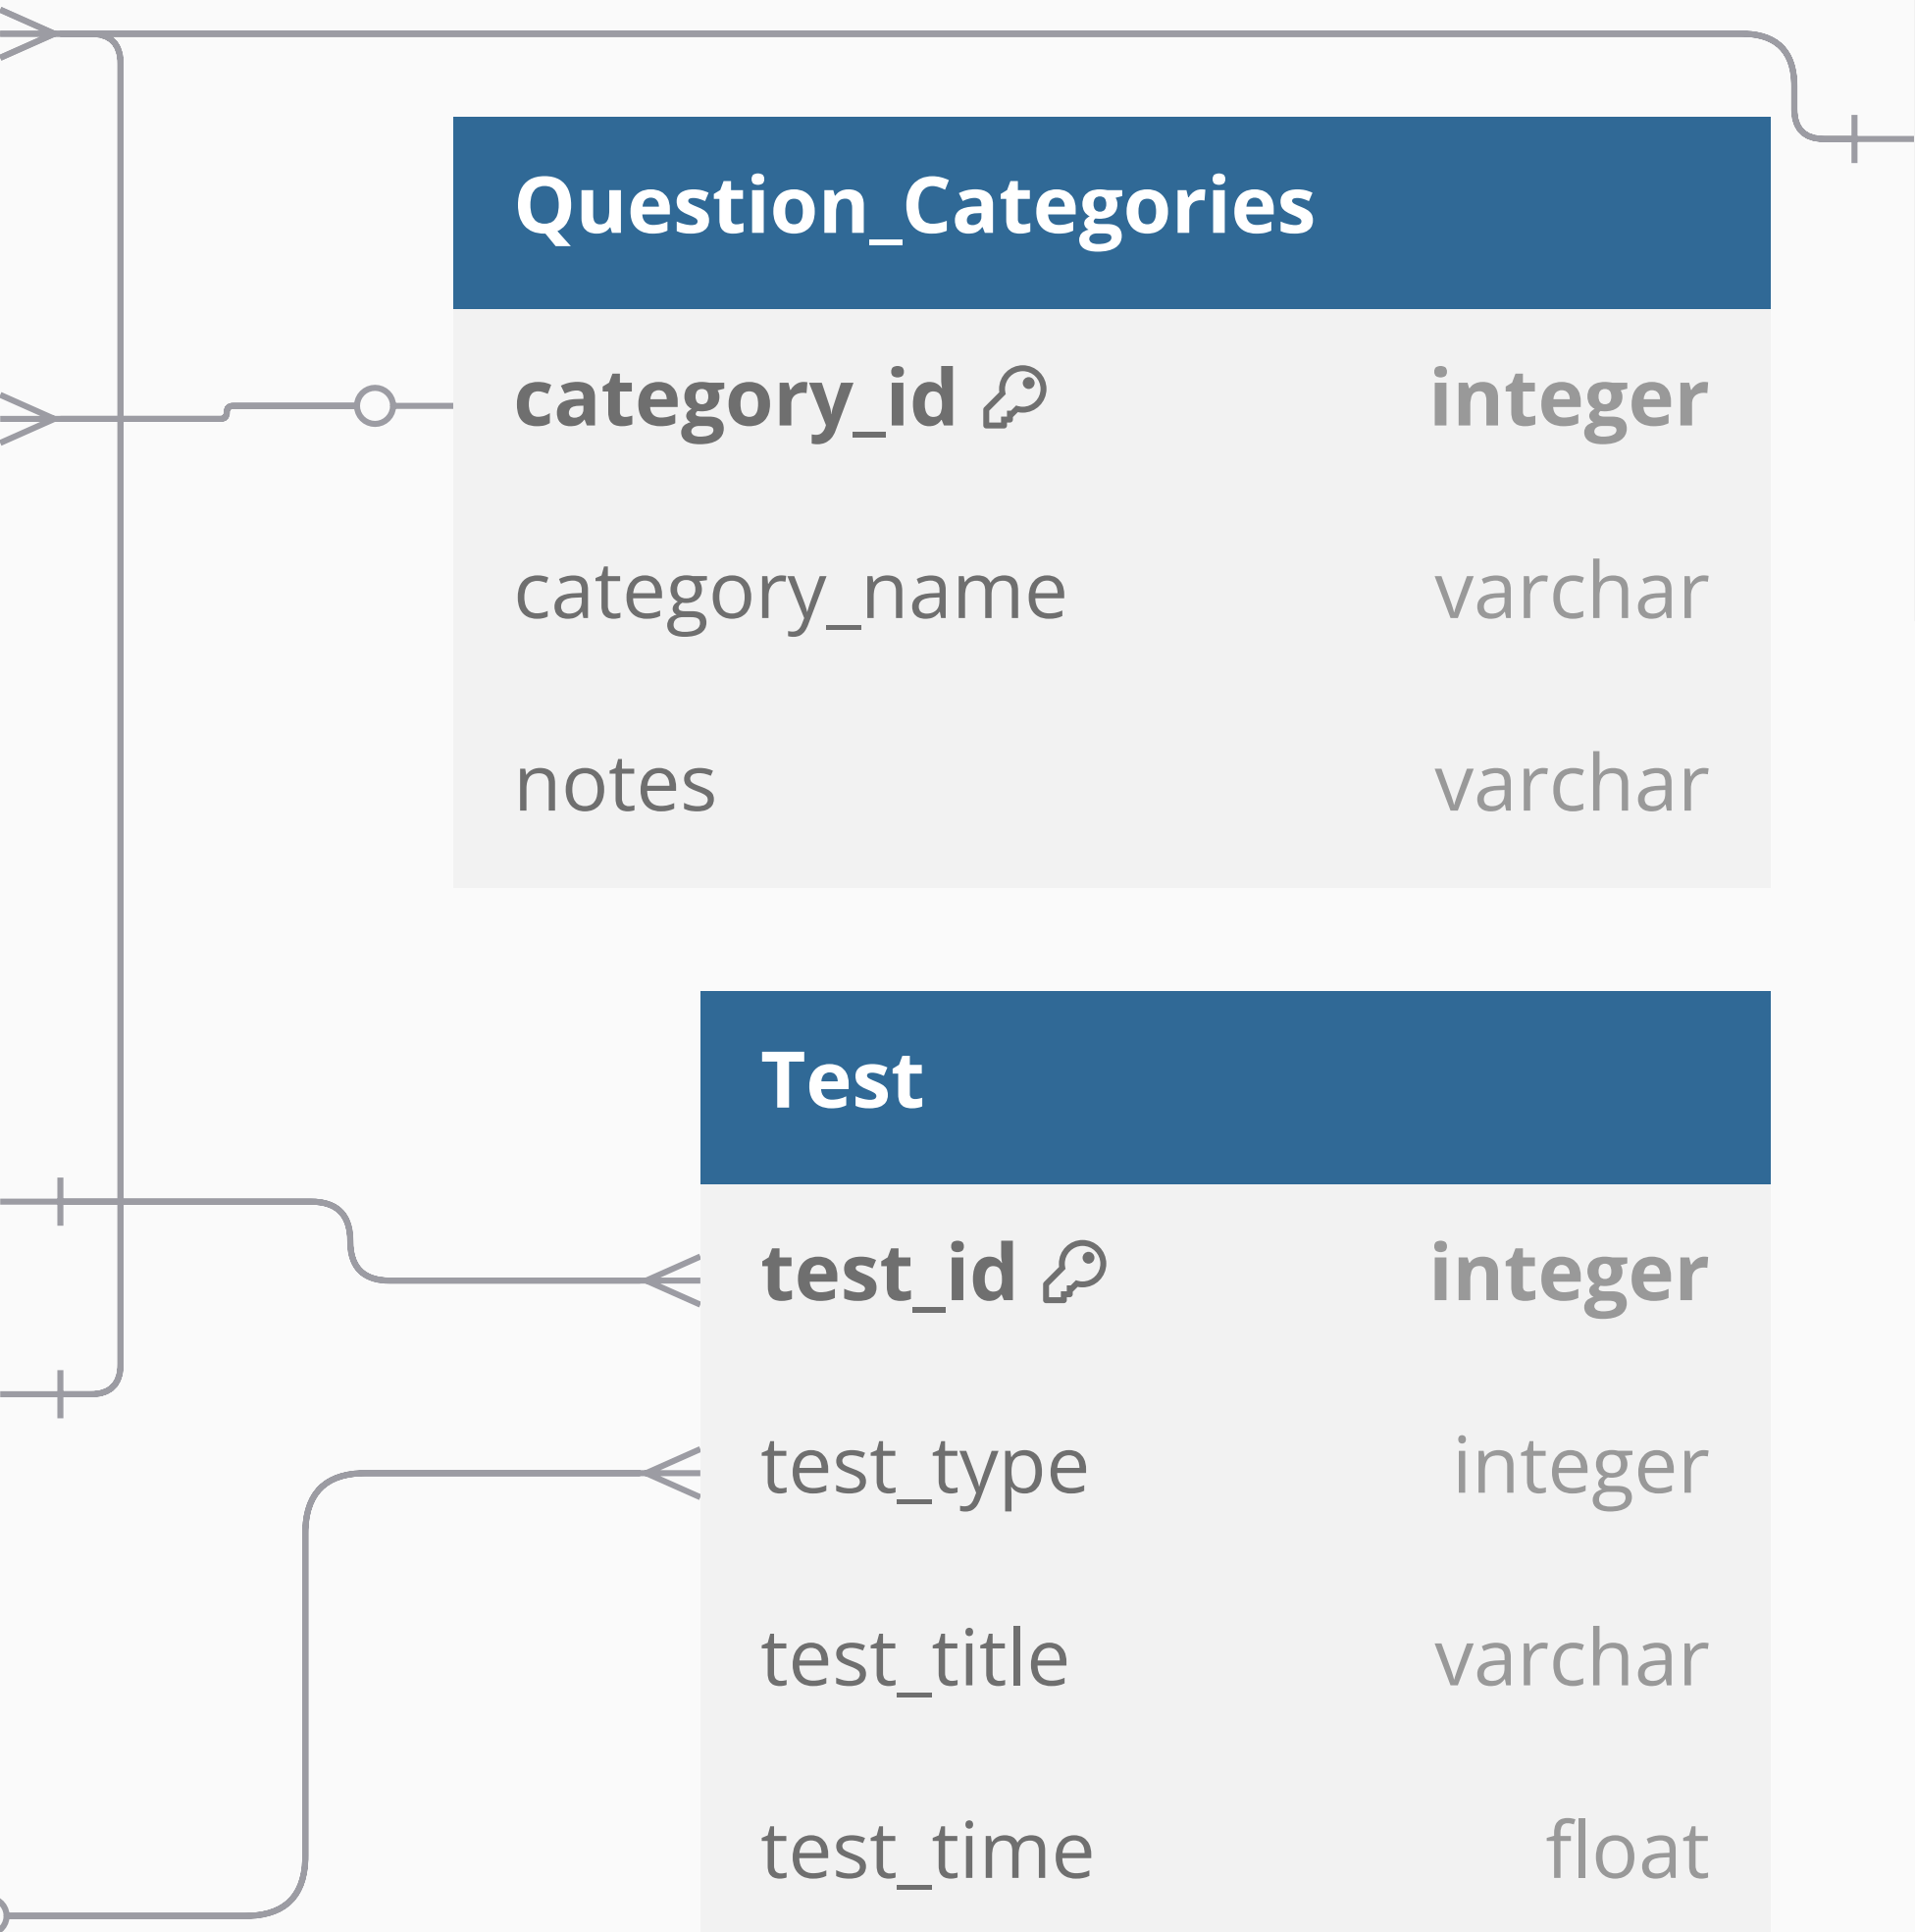 Question_Categories
category_id integer
category_name varchar
notes varchar
Test
test_id integer
test_type integer
test_title varchar
test_time float